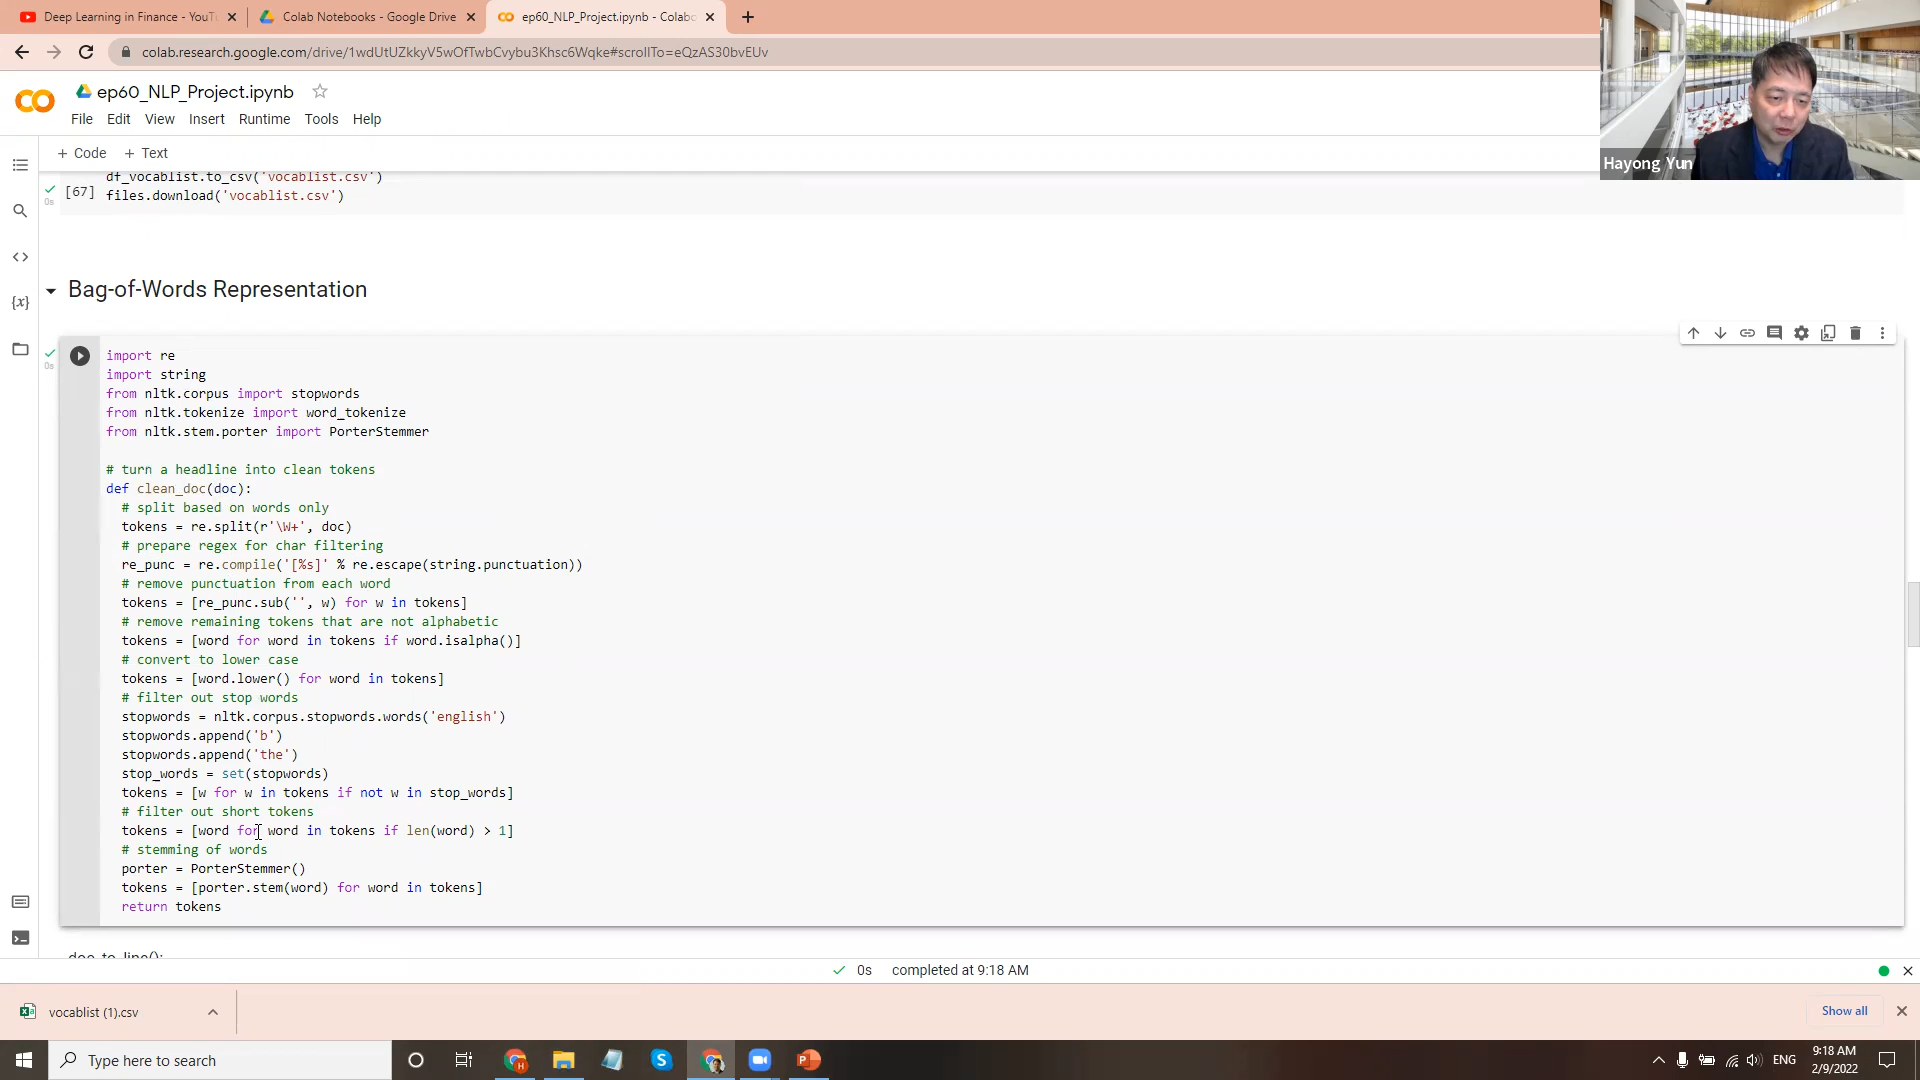 Deep Learning in Finance - YouT
Colab Notebooks - Google Drive
ep60_NLP_Project.ipynb - Colabo
colab.research.google.com/drive/1wdUtUZkkyV5wOfTwbCvybu3Khsc6Wqke#scrollTo=eQzAS30bvEUv
Hayong Yun
ep60_NLP_Project.ipynb
File Edit View Insert Runtime Tools Help
+ Code + Text
df_vocablist.to_csv('vocablist.csv')
0s [67] files.download('vocablist.csv')
Bag-of-Words Representation
0s
import re
import string
from nltk.corpus import stopwords
from nltk.tokenize import word_tokenize
from nltk.stem.porter import PorterStemmer
# turn a headline into clean tokens
def clean_doc(doc):
# split based on words only
tokens = re.split(r'\W+', doc)
# prepare regex for char filtering
re_punc = re.compile('[%s]' % re.escape(string.punctuation))
# remove punctuation from each word
tokens = [re_punc.sub('', w) for w in tokens]
# remove remaining tokens that are not alphabetic
tokens = [word for word in tokens if word.isalpha()]
# convert to lower case
tokens = [word.lower() for word in tokens]
# filter out stop words
stopwords = nltk.corpus.stopwords.words('english')
stopwords.append('b')
stopwords.append('the')
stop_words = set(stopwords)
tokens = [w for w in tokens if not w in stop_words]
# filter out short tokens
tokens = [word for word in tokens if len(word) > 1]
# stemming of words
porter = PorterStemmer()
tokens = [porter.stem(word) for word in tokens]
return tokens
doc_to_line():
0s completed at 9:18 AM
vocablist (1).csv
Show all
Type here to search
ENG
9:18 AM
2/9/2022